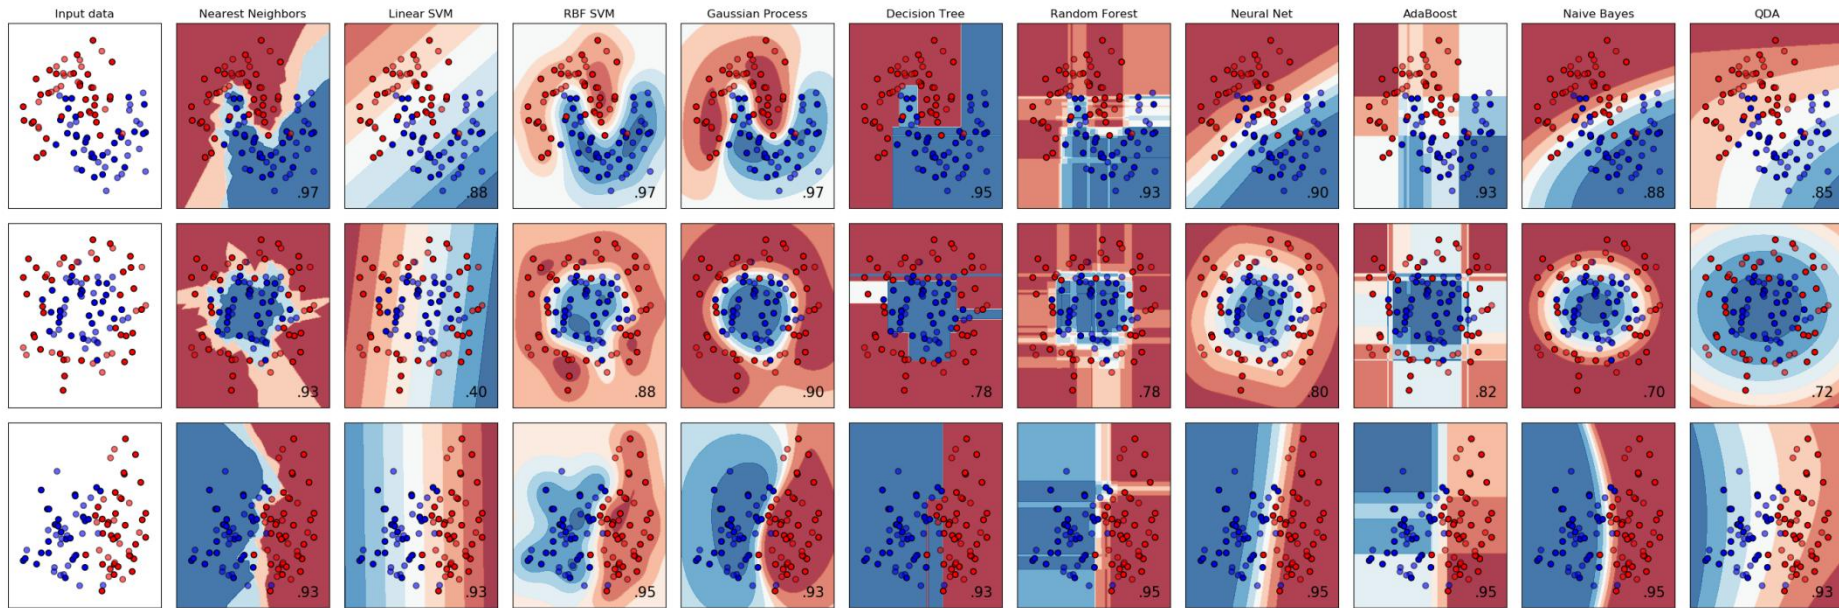 Input data Nearest Neighbors Linear SVM RBF SVM Gaussian Process Decision Tree Random Forest Neural Net AdaBoost Naive Bayes QDA
.97 .88 .97 .97 .95 .93 .90 .93 .88 .85
.93 .40 .88 .90 .78 .78 .80 .82 .70 .72
.93 .93 .95 .93 .93 .95 .95 .95 .95 .93